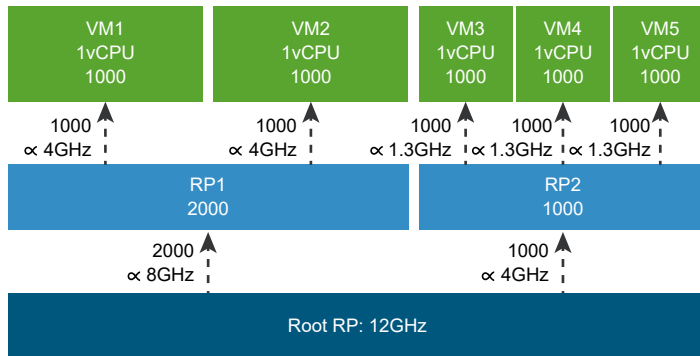 VM1
1vCPU
1000
VM2
1vCPU
1000
VM3
1vCPU
1000
VM4
1vCPU
1000
VM5
1vCPU
1000
1000
∝ 4GHz
1000
∝ 4GHz
1000
∝ 1.3GHz
1000
∝ 1.3GHz
1000
∝ 1.3GHz
RP1
2000
RP2
1000
2000
∝ 8GHz
1000
∝ 4GHz
Root RP: 12GHz